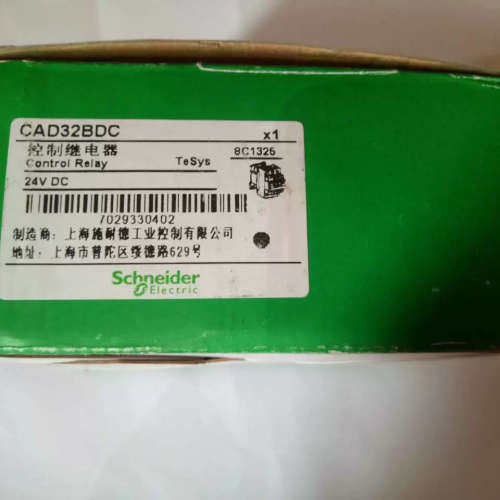 CAD32BDC x1
控制继电器
Control Relay TeSys 8C1325
24V DC
7029330402
制造商: 上海施耐德工业控制有限公司
地址: 上海市普陀区绥德路629号
Schneider
Electric